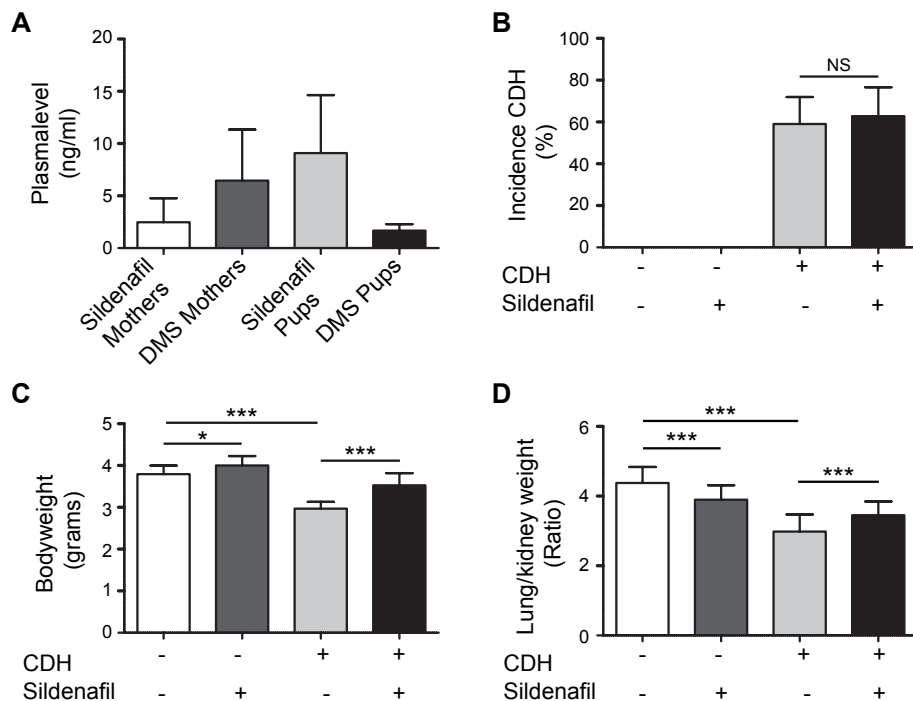 A
Plasmalevel
(ng/ml)
20
15
10
5
0
Sildenafil
Mothers
DMS Mothers
Sildenafil
Pups
DMS Pups
B
Incidence CDH
(%)
100
80
60
40
20
0
NS
CDH - - + +
Sildenafil - + - +
C
Bodyweight
(grams)
5
4
3
2
1
0
***
*
***
CDH - - + +
Sildenafil - + - +
D
Lung/kidney weight
(Ratio)
6
4
2
0
***
***
***
CDH - - + +
Sildenafil - + - +